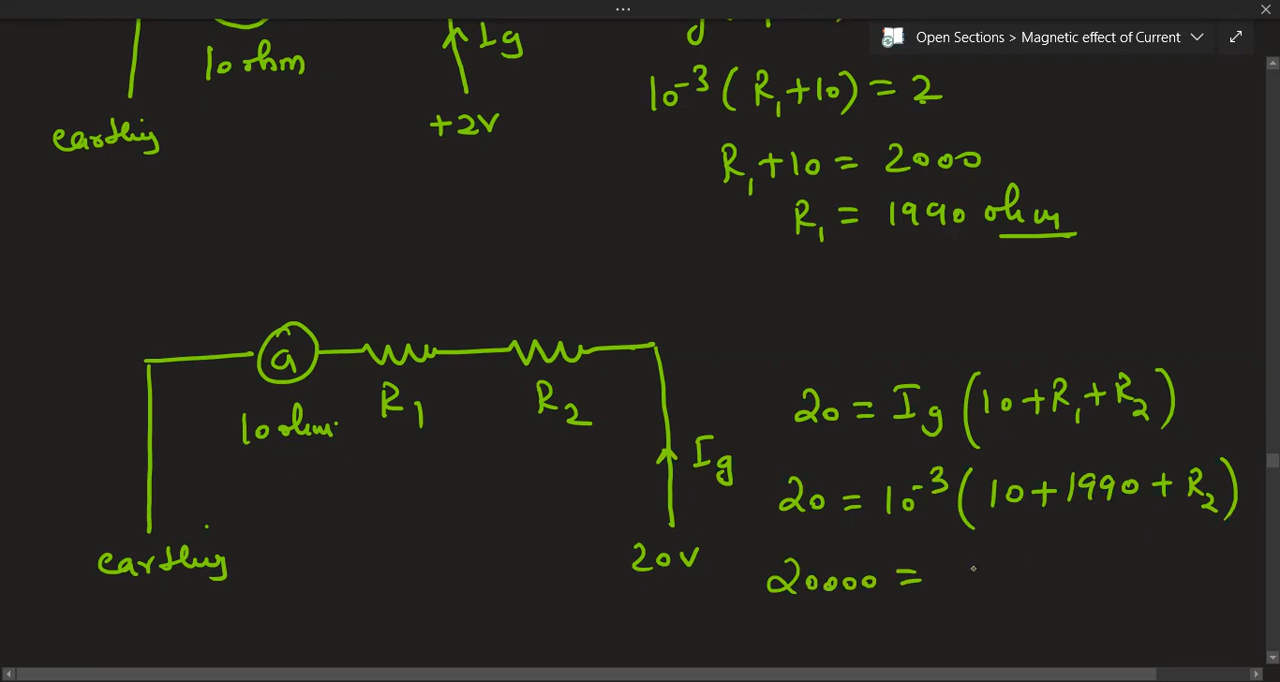 ...
Open Sections > Magnetic effect of Current
10 ohm
Ig
earthing
+2V
10⁻³ (R₁+10) = 2
R₁+10 = 2000
R₁ = 1990 ohm
G
R₁
R₂
10 ohm.
Ig
earthing
20V
20 = Ig (10+R₁+R₂)
20 = 10⁻³ (10+1990+R₂)
20000 =